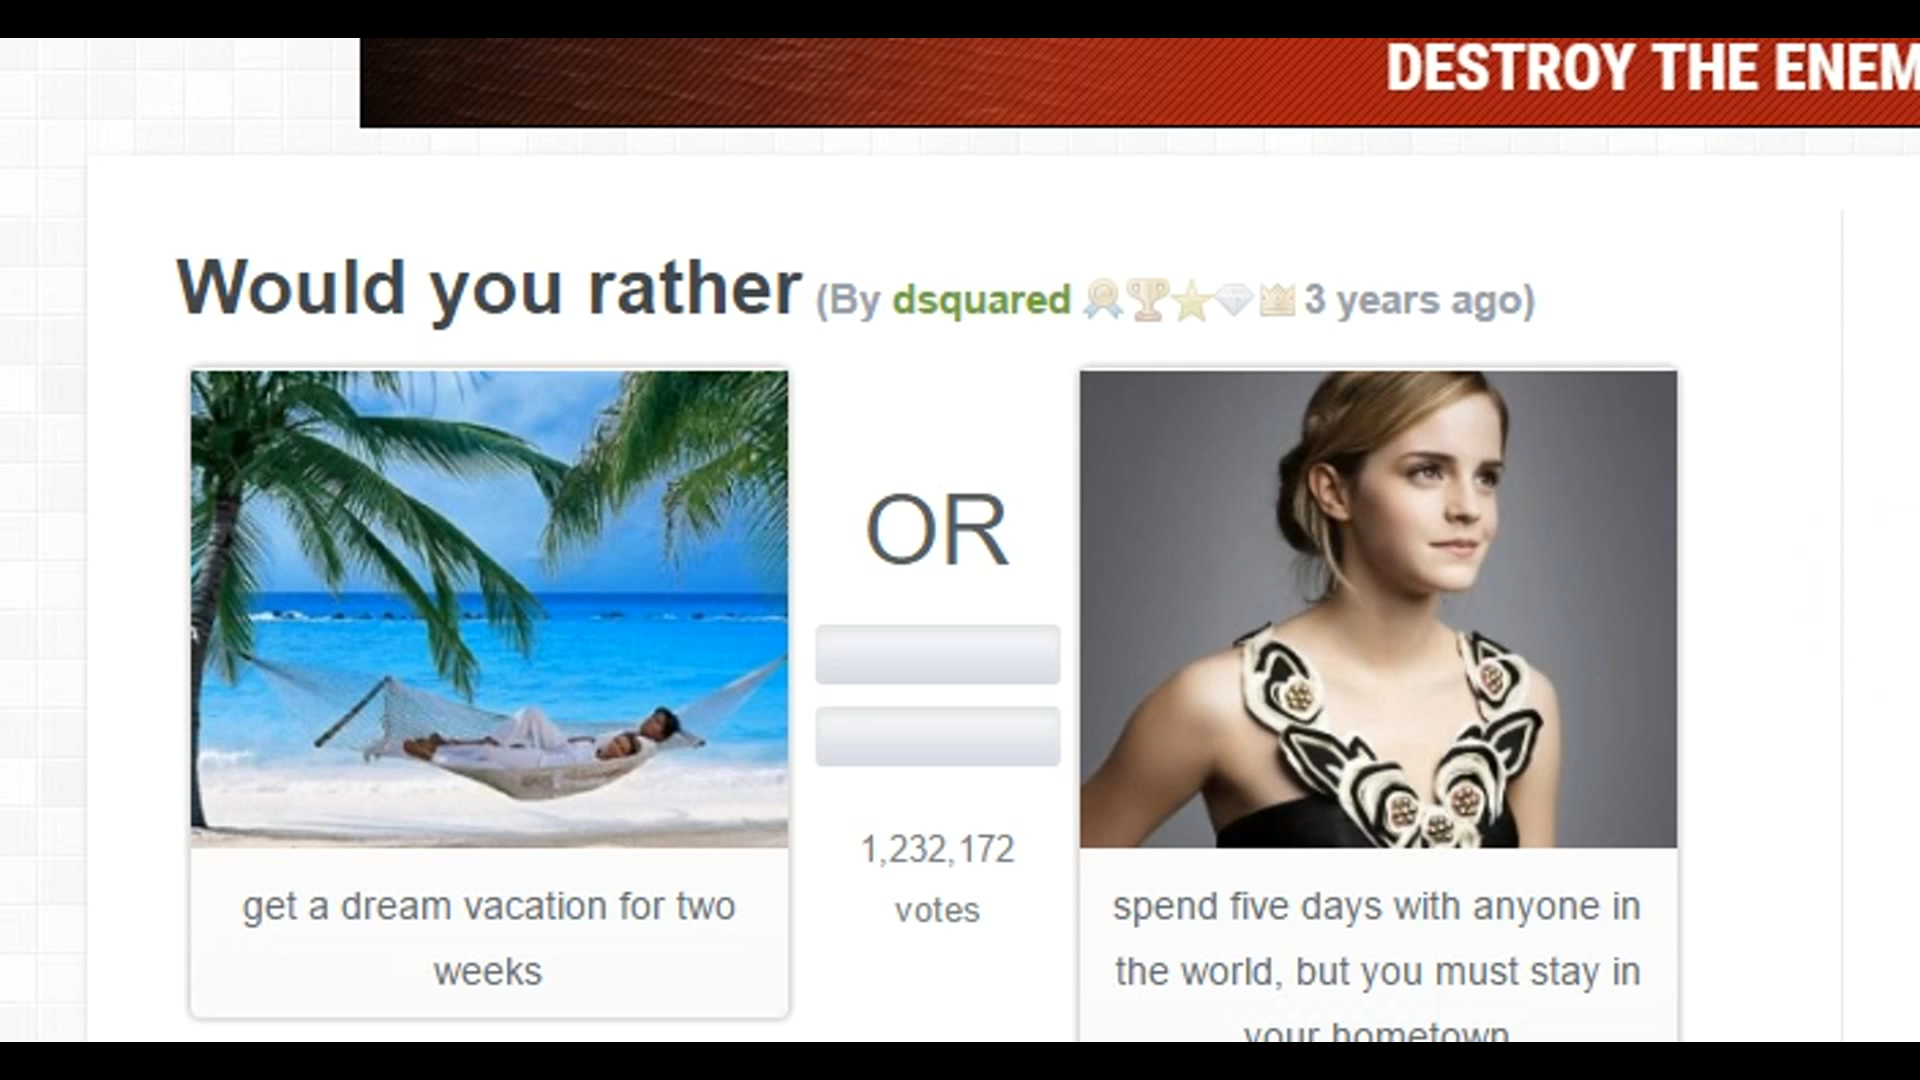 DESTROY THE ENEM
Would you rather (By dsquared 3 years ago)
get a dream vacation for two
weeks
OR
1,232,172
votes
spend five days with anyone in
the world, but you must stay in
your hometown